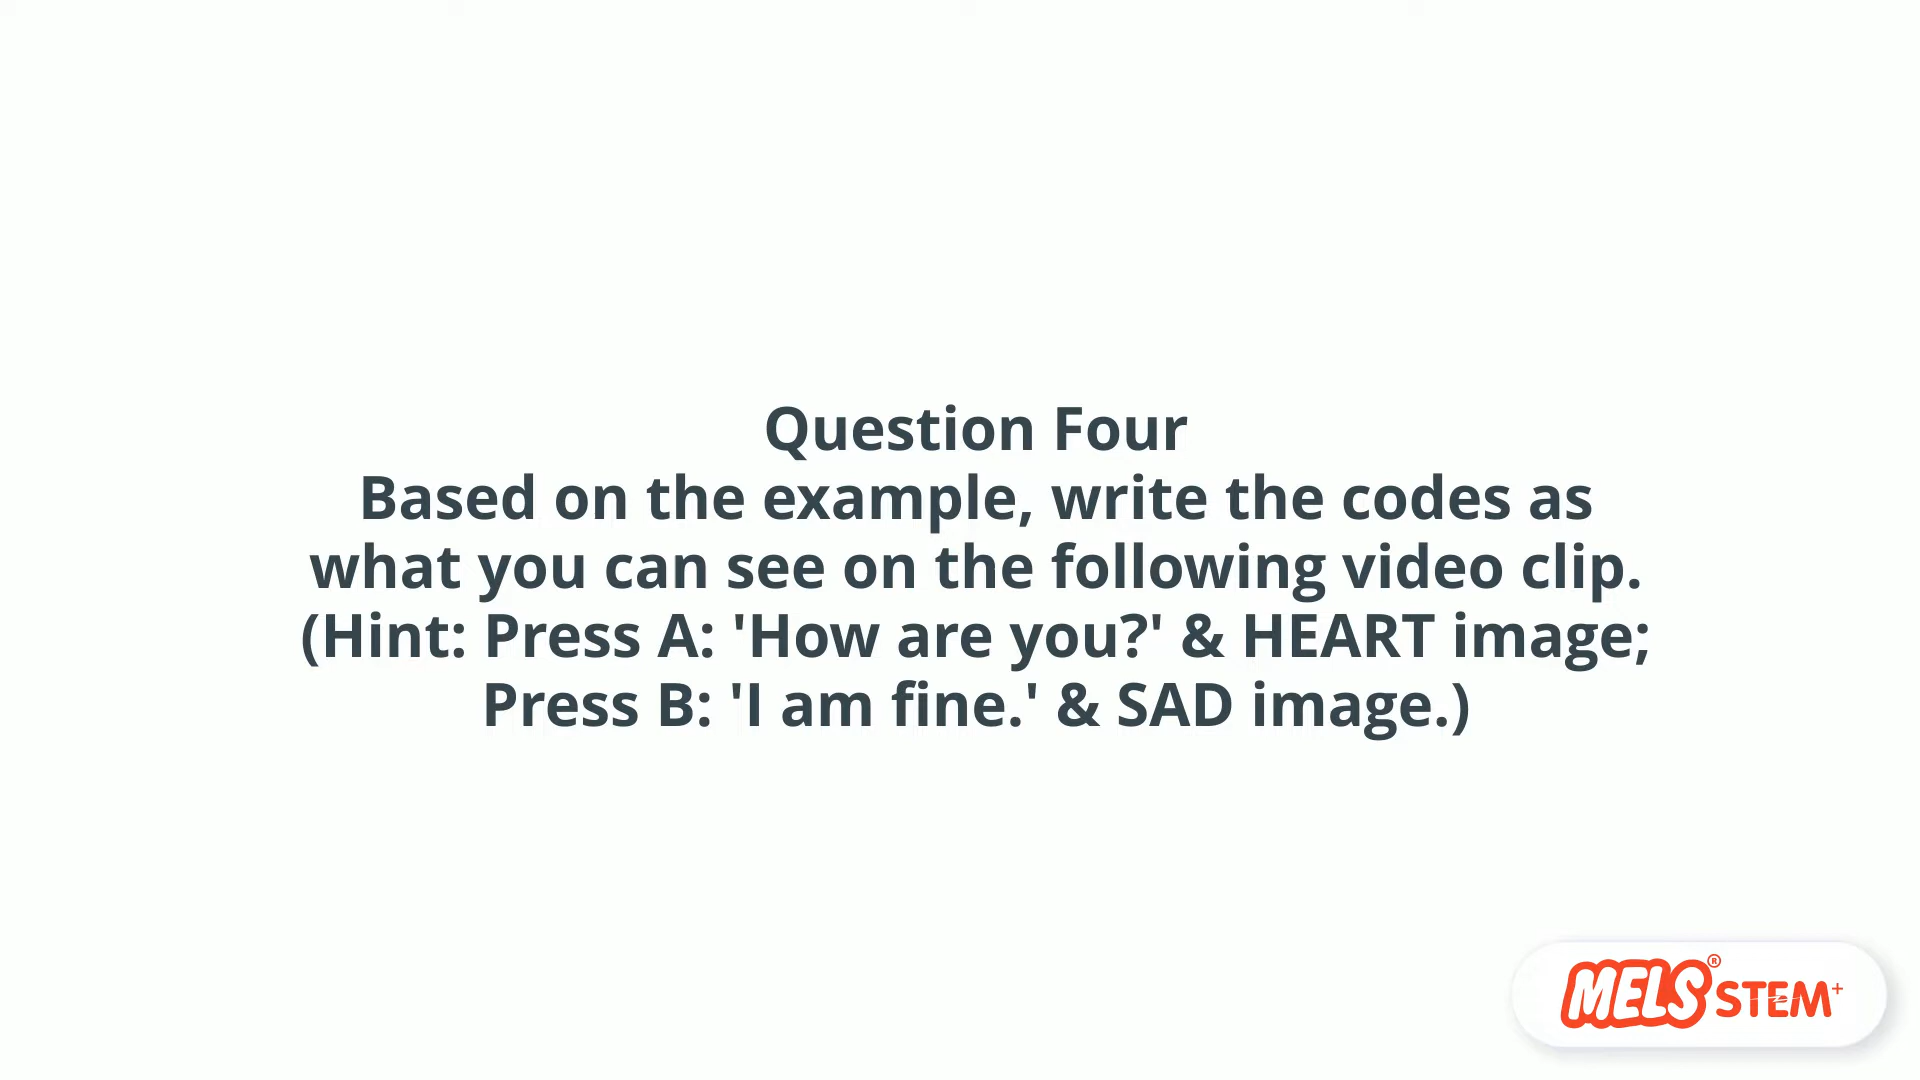 Question Four
Based on the example, write the codes as
what you can see on the following video clip.
(Hint: Press A: 'How are you?' & HEART image;
Press B: 'I am fine.' & SAD image.)
MELS® STEM+